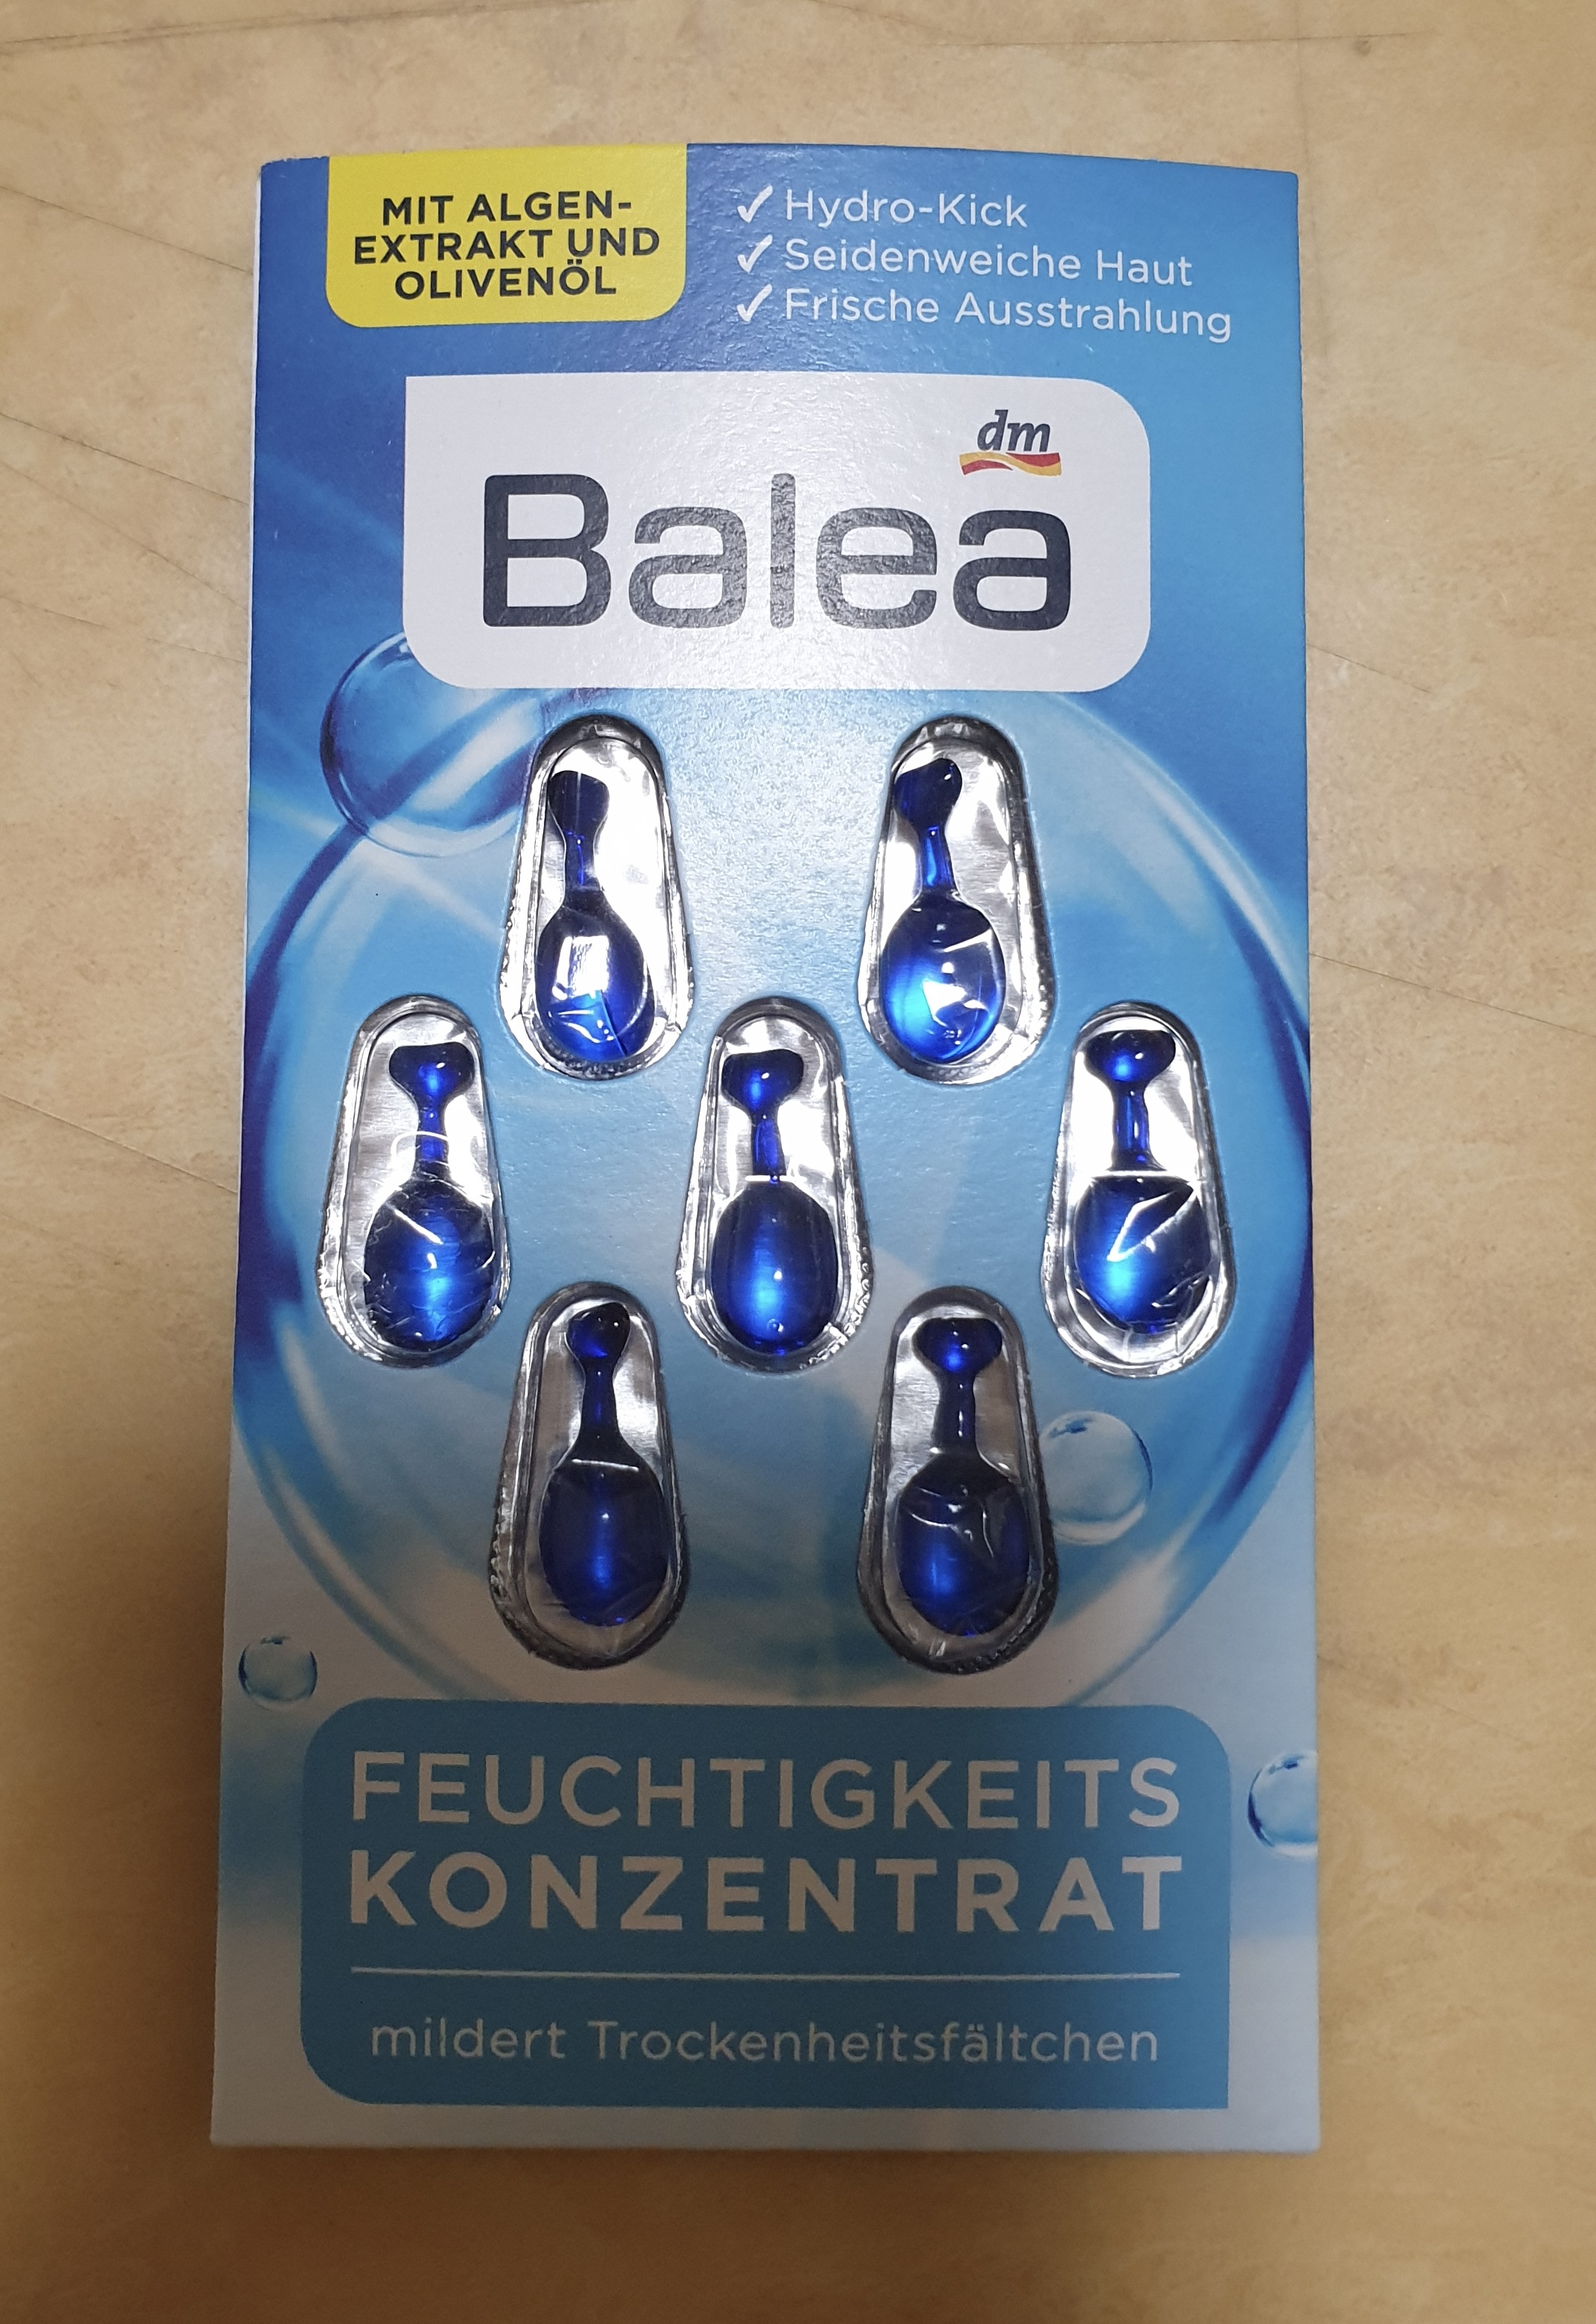 MIT ALGEN-
EXTRAKT UND
OLIVENÖL
✓ Hydro-Kick
✓ Seidenweiche Haut
✓ Frische Ausstrahlung
dm
Balea
FEUCHTIGKEITS
KONZENTRAT
mildert Trockenheitsfältchen